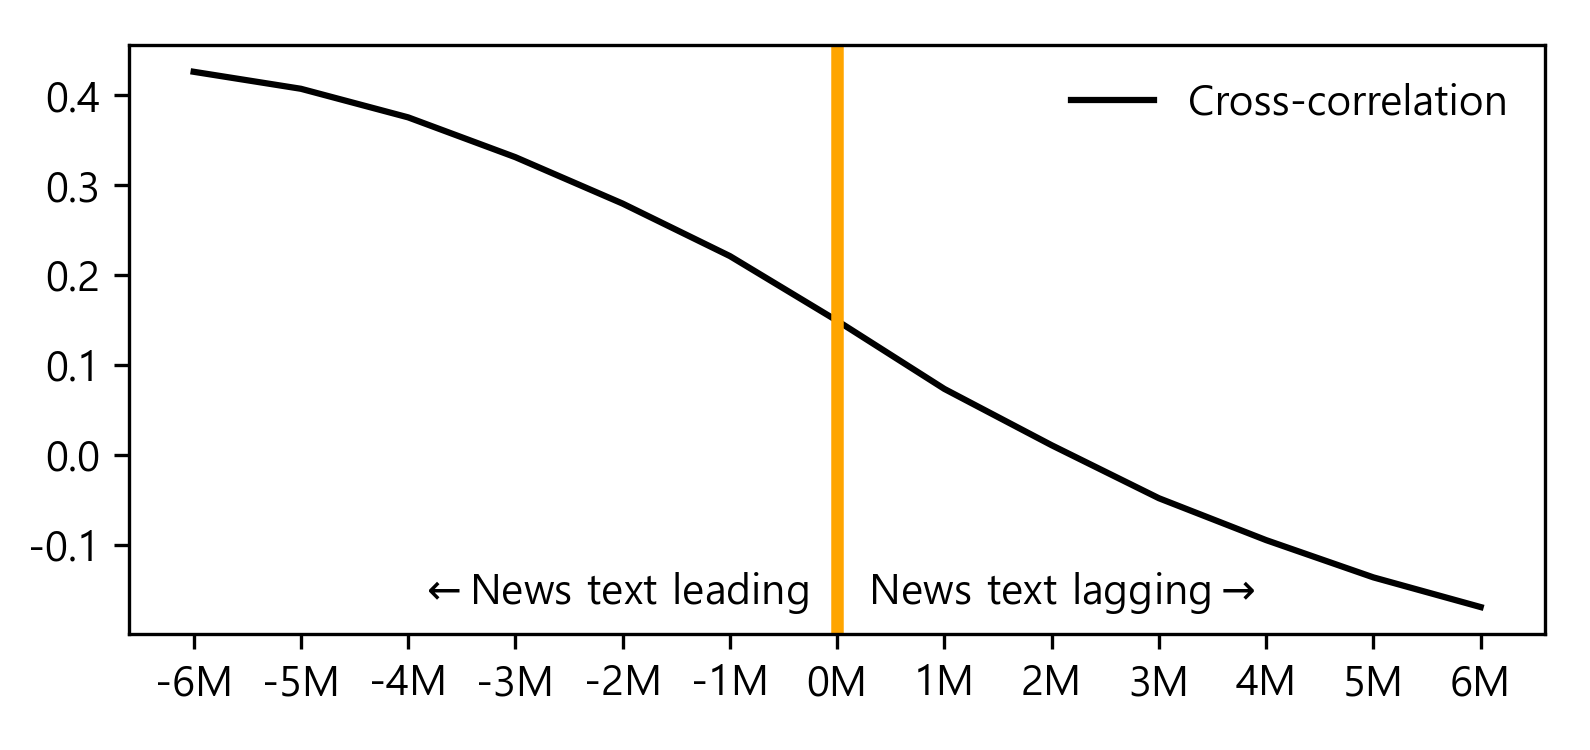 Cross-correlation
0.4
0.3
0.2
0.1
0.0
-0.1
← News text leading
News text lagging →
-6M -5M -4M -3M -2M -1M 0M 1M 2M 3M 4M 5M 6M